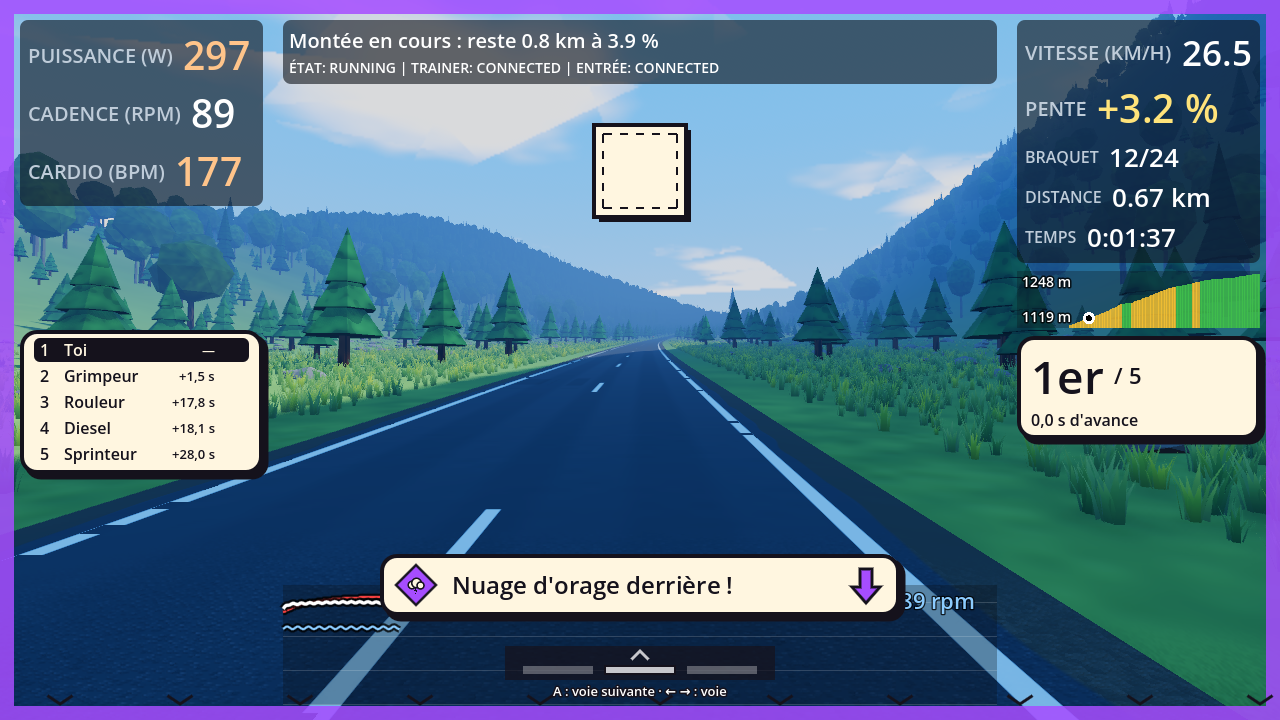 PUISSANCE (W) 297
CADENCE (RPM) 89
CARDIO (BPM) 177
Montée en cours : reste 0.8 km à 3.9 %
ÉTAT: RUNNING | TRAINER: CONNECTED | ENTRÉE: CONNECTED
VITESSE (KM/H) 26.5
PENTE +3.2 %
BRAQUET 12/24
DISTANCE 0.67 km
TEMPS 0:01:37
1248 m
1119 m
1 Toi —
2 Grimpeur +1,5 s
3 Rouleur +17,8 s
4 Diesel +18,1 s
5 Sprinteur +28,0 s
1er / 5
0,0 s d'avance
Nuage d'orage derrière !
89 rpm
A : voie suivante · ← → : voie